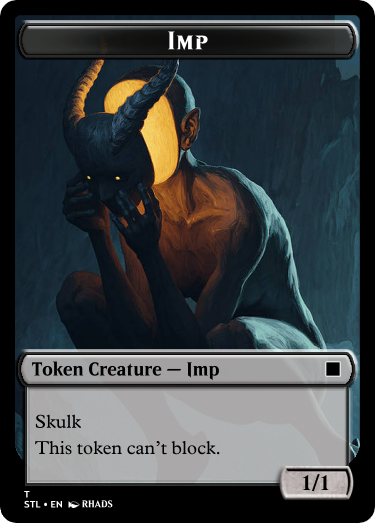 Imp
Token Creature — Imp
Skulk
This token can't block.
1/1
T
STL • EN RHADS